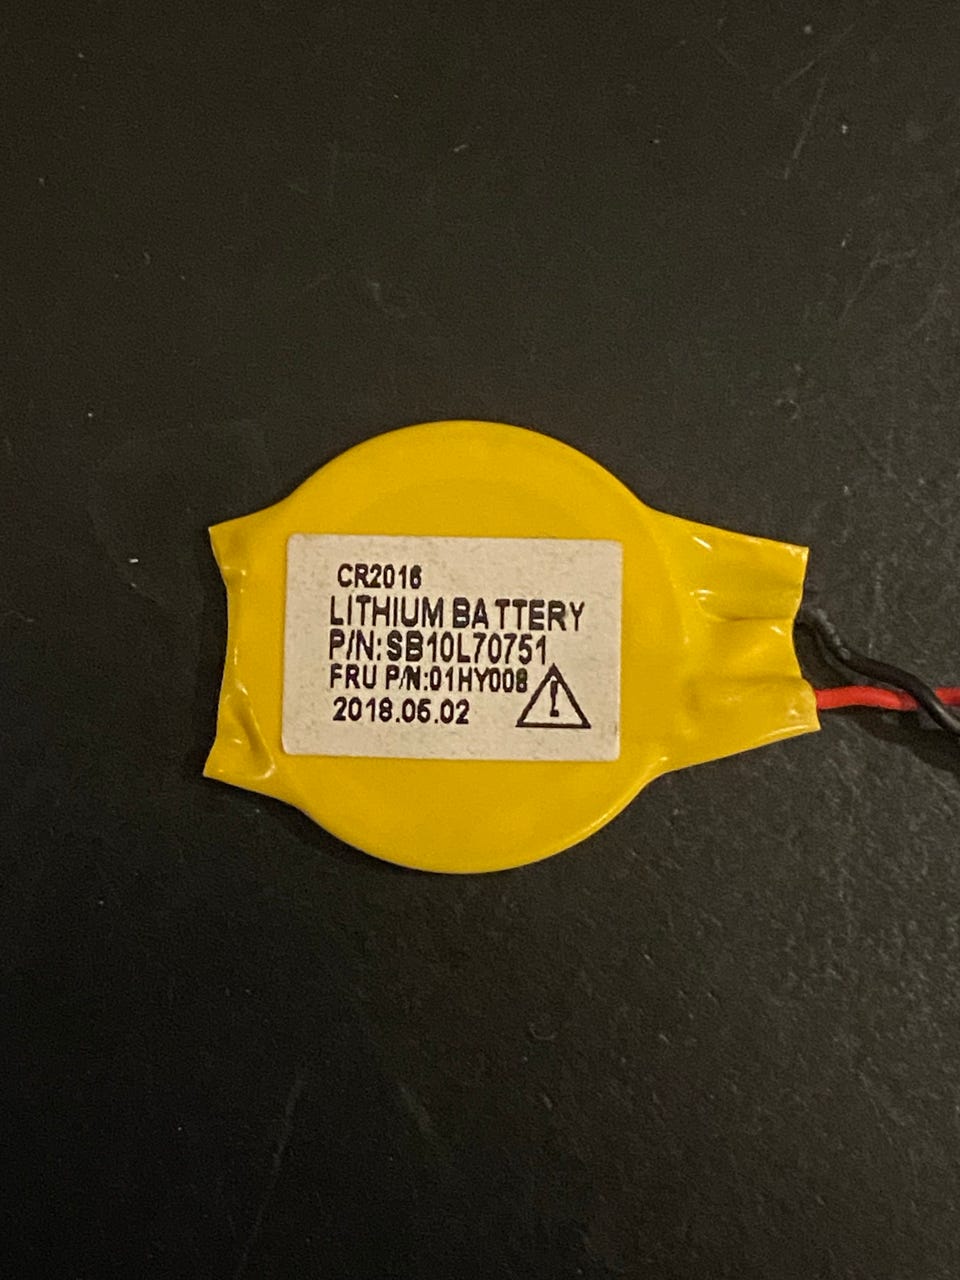 CR2016
LITHIUM BATTERY
P/N:SB10L70751
FRU P/N:01HY008
2018.05.02